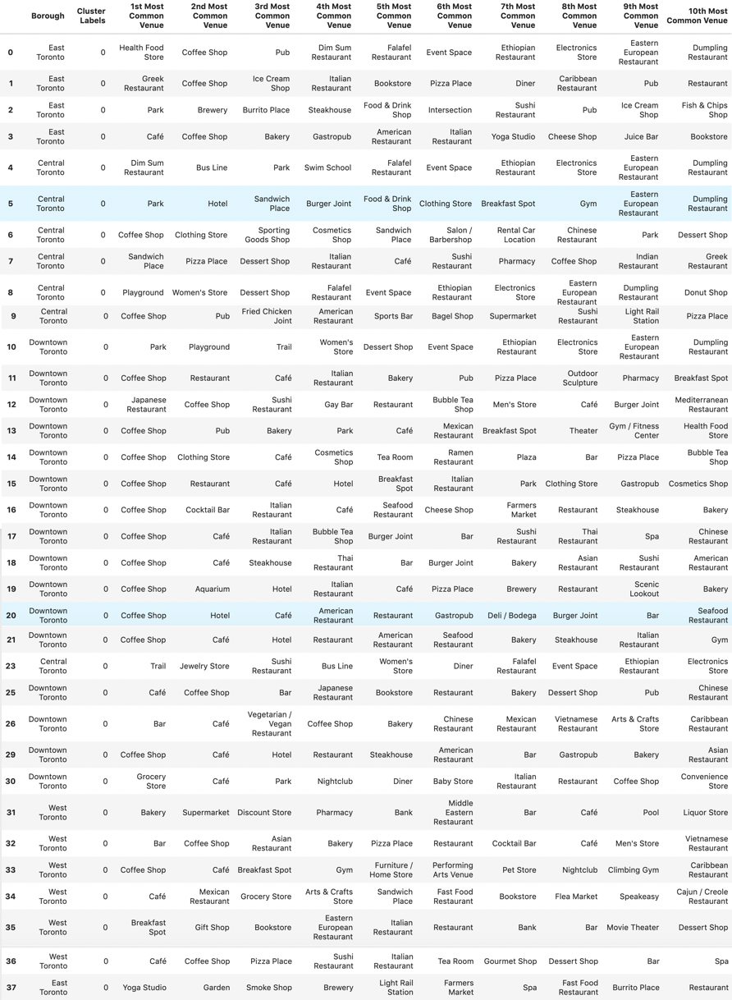 Borough Cluster Labels 1st Most Common Venue 2nd Most Common Venue 3rd Most Common Venue 4th Most Common Venue 5th Most Common Venue 6th Most Common Venue 7th Most Common Venue 8th Most Common Venue 9th Most Common Venue 10th Most Common Venue
0 East Toronto 0 Health Food Store Coffee Shop Pub Dim Sum Restaurant Falafel Restaurant Event Space Ethiopian Restaurant Electronics Store Eastern European Restaurant Dumpling Restaurant
1 East Toronto 0 Greek Restaurant Coffee Shop Ice Cream Shop Italian Restaurant Bookstore Pizza Place Diner Caribbean Restaurant Pub Restaurant
2 East Toronto 0 Park Brewery Burrito Place Steakhouse Food & Drink Shop Intersection Sushi Restaurant Pub Ice Cream Shop Fish & Chips Shop
3 East Toronto 0 Café Coffee Shop Bakery Gastropub American Restaurant Italian Restaurant Yoga Studio Cheese Shop Juice Bar Bookstore
4 Central Toronto 0 Dim Sum Restaurant Bus Line Park Swim School Falafel Restaurant Event Space Ethiopian Restaurant Electronics Store Eastern European Restaurant Dumpling Restaurant
5 Central Toronto 0 Park Hotel Sandwich Place Burger Joint Food & Drink Shop Clothing Store Breakfast Spot Gym Eastern European Restaurant Dumpling Restaurant
6 Central Toronto 0 Coffee Shop Clothing Store Sporting Goods Shop Cosmetics Shop Sandwich Place Salon / Barbershop Rental Car Location Chinese Restaurant Park Dessert Shop
7 Central Toronto 0 Sandwich Place Pizza Place Dessert Shop Italian Restaurant Café Sushi Restaurant Pharmacy Coffee Shop Indian Restaurant Greek Restaurant
8 Central Toronto 0 Playground Women's Store Dessert Shop Falafel Restaurant Event Space Ethiopian Restaurant Electronics Store Eastern European Restaurant Dumpling Restaurant Donut Shop
9 Central Toronto 0 Coffee Shop Pub Fried Chicken Joint American Restaurant Sports Bar Bagel Shop Supermarket Sushi Restaurant Light Rail Station Pizza Place
10 Downtown Toronto 0 Park Playground Trail Women's Store Dessert Shop Event Space Ethiopian Restaurant Electronics Store Eastern European Restaurant Dumpling Restaurant
11 Downtown Toronto 0 Coffee Shop Restaurant Café Italian Restaurant Bakery Pub Pizza Place Outdoor Sculpture Pharmacy Breakfast Spot
12 Downtown Toronto 0 Japanese Restaurant Coffee Shop Sushi Restaurant Gay Bar Restaurant Bubble Tea Shop Men's Store Café Burger Joint Mediterranean Restaurant
13 Downtown Toronto 0 Coffee Shop Pub Bakery Park Café Mexican Restaurant Breakfast Spot Theater Gym / Fitness Center Health Food Store
14 Downtown Toronto 0 Coffee Shop Clothing Store Café Cosmetics Shop Tea Room Ramen Restaurant Plaza Bar Pizza Place Bubble Tea Shop
15 Downtown Toronto 0 Coffee Shop Restaurant Café Hotel Breakfast Spot Italian Restaurant Park Clothing Store Gastropub Cosmetics Shop
16 Downtown Toronto 0 Coffee Shop Cocktail Bar Italian Restaurant Café Seafood Restaurant Cheese Shop Farmers Market Restaurant Steakhouse Bakery
17 Downtown Toronto 0 Coffee Shop Café Italian Restaurant Bubble Tea Shop Burger Joint Bar Sushi Restaurant Thai Restaurant Spa Chinese Restaurant
18 Downtown Toronto 0 Coffee Shop Café Steakhouse Thai Restaurant Bar Burger Joint Bakery Asian Restaurant Sushi Restaurant American Restaurant
19 Downtown Toronto 0 Coffee Shop Aquarium Hotel Italian Restaurant Café Pizza Place Brewery Restaurant Scenic Lookout Bakery
20 Downtown Toronto 0 Coffee Shop Hotel Café American Restaurant Restaurant Gastropub Deli / Bodega Burger Joint Bar Seafood Restaurant
21 Downtown Toronto 0 Coffee Shop Café Hotel Restaurant American Restaurant Seafood Restaurant Bakery Steakhouse Italian Restaurant Gym
23 Central Toronto 0 Trail Jewelry Store Sushi Restaurant Bus Line Women's Store Diner Falafel Restaurant Event Space Ethiopian Restaurant Electronics Store
25 Downtown Toronto 0 Café Coffee Shop Bar Japanese Restaurant Bookstore Restaurant Bakery Dessert Shop Pub Chinese Restaurant
26 Downtown Toronto 0 Bar Café Vegetarian / Vegan Restaurant Coffee Shop Bakery Chinese Restaurant Mexican Restaurant Vietnamese Restaurant Arts & Crafts Store Caribbean Restaurant
29 Downtown Toronto 0 Coffee Shop Café Hotel Restaurant Steakhouse American Restaurant Bar Gastropub Bakery Asian Restaurant
30 Downtown Toronto 0 Grocery Store Café Park Nightclub Diner Baby Store Italian Restaurant Restaurant Coffee Shop Convenience Store
31 West Toronto 0 Bakery Supermarket Discount Store Pharmacy Bank Middle Eastern Restaurant Bar Café Pool Liquor Store
32 West Toronto 0 Bar Coffee Shop Asian Restaurant Bakery Pizza Place Restaurant Cocktail Bar Café Men's Store Vietnamese Restaurant
33 West Toronto 0 Coffee Shop Café Breakfast Spot Gym Furniture / Home Store Performing Arts Venue Pet Store Nightclub Climbing Gym Caribbean Restaurant
34 West Toronto 0 Café Mexican Restaurant Grocery Store Arts & Crafts Store Sandwich Place Fast Food Restaurant Bookstore Flea Market Speakeasy Cajun / Creole Restaurant
35 West Toronto 0 Breakfast Spot Gift Shop Bookstore Eastern European Restaurant Italian Restaurant Restaurant Bank Bar Movie Theater Dessert Shop
36 West Toronto 0 Café Coffee Shop Pizza Place Sushi Restaurant Italian Restaurant Tea Room Gourmet Shop Dessert Shop Bar Spa
37 East Toronto 0 Yoga Studio Garden Smoke Shop Brewery Light Rail Station Farmers Market Spa Fast Food Restaurant Burrito Place Restaurant